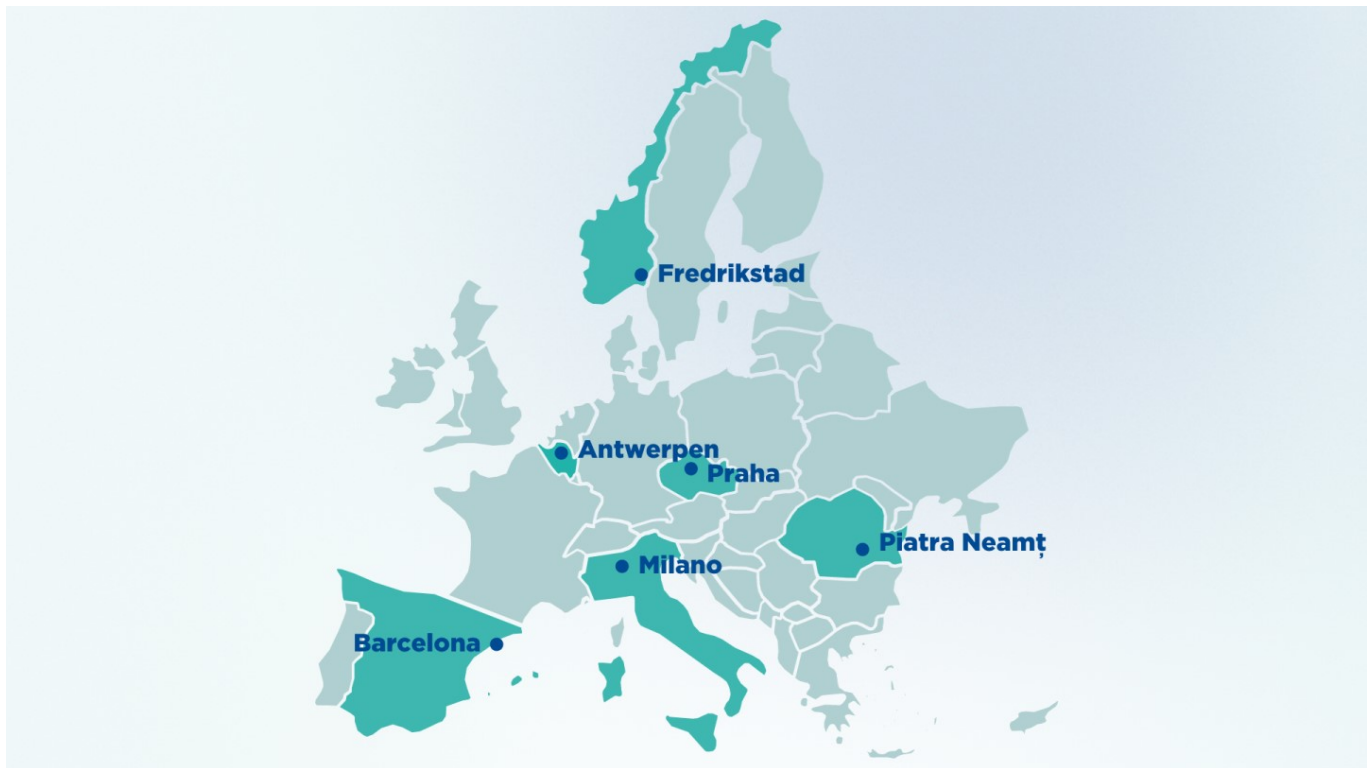 Fredrikstad
Antwerpen
Praha
Piatra Neamț
Milano
Barcelona